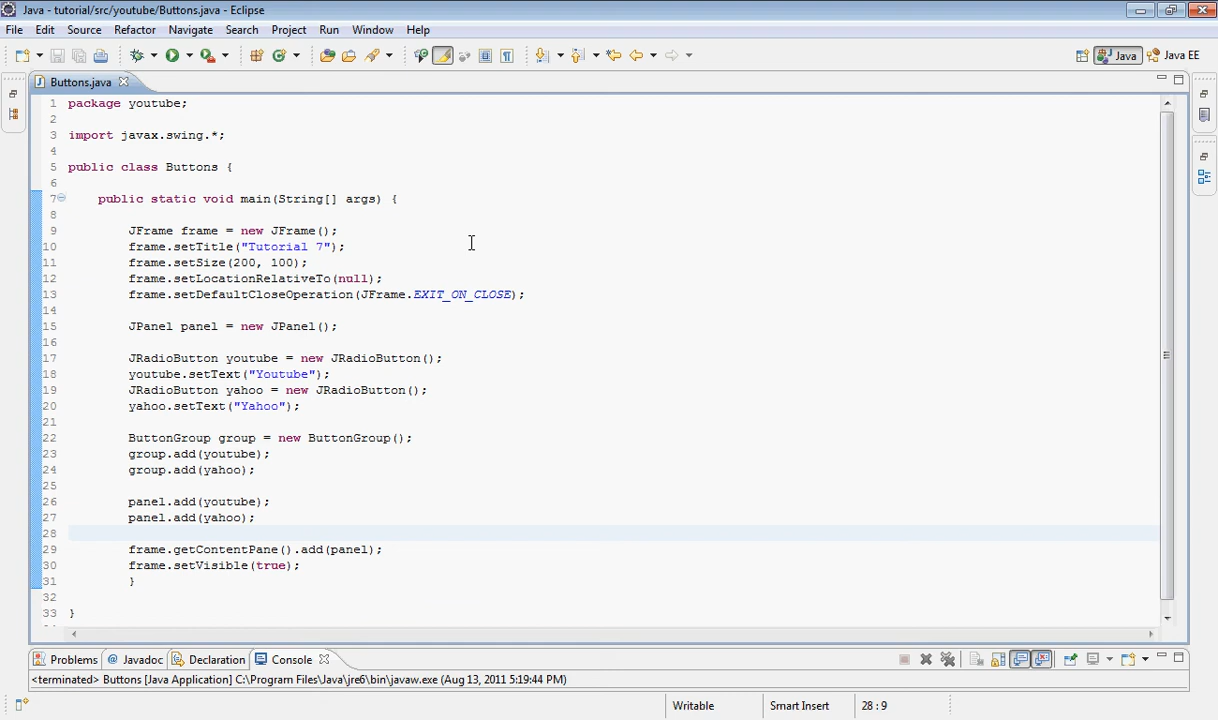 Java - tutorial/src/youtube/Buttons.java - Eclipse
File Edit Source Refactor Navigate Search Project Run Window Help
Java Java EE
Buttons.java
1 package youtube;
2
3 import javax.swing.*;
4
5 public class Buttons {
6
7 public static void main(String[] args) {
8
9 JFrame frame = new JFrame();
10 frame.setTitle("Tutorial 7");
11 frame.setSize(200, 100);
12 frame.setLocationRelativeTo(null);
13 frame.setDefaultCloseOperation(JFrame.EXIT_ON_CLOSE);
14
15 JPanel panel = new JPanel();
16
17 JRadioButton youtube = new JRadioButton();
18 youtube.setText("Youtube");
19 JRadioButton yahoo = new JRadioButton();
20 yahoo.setText("Yahoo");
21
22 ButtonGroup group = new ButtonGroup();
23 group.add(youtube);
24 group.add(yahoo);
25
26 panel.add(youtube);
27 panel.add(yahoo);
28
29 frame.getContentPane().add(panel);
30 frame.setVisible(true);
31 }
32
33 }
Problems @ Javadoc Declaration Console
<terminated> Buttons [Java Application] C:\Program Files\Java\jre6\bin\javaw.exe (Aug 13, 2011 5:19:44 PM)
Writable Smart Insert 28 : 9